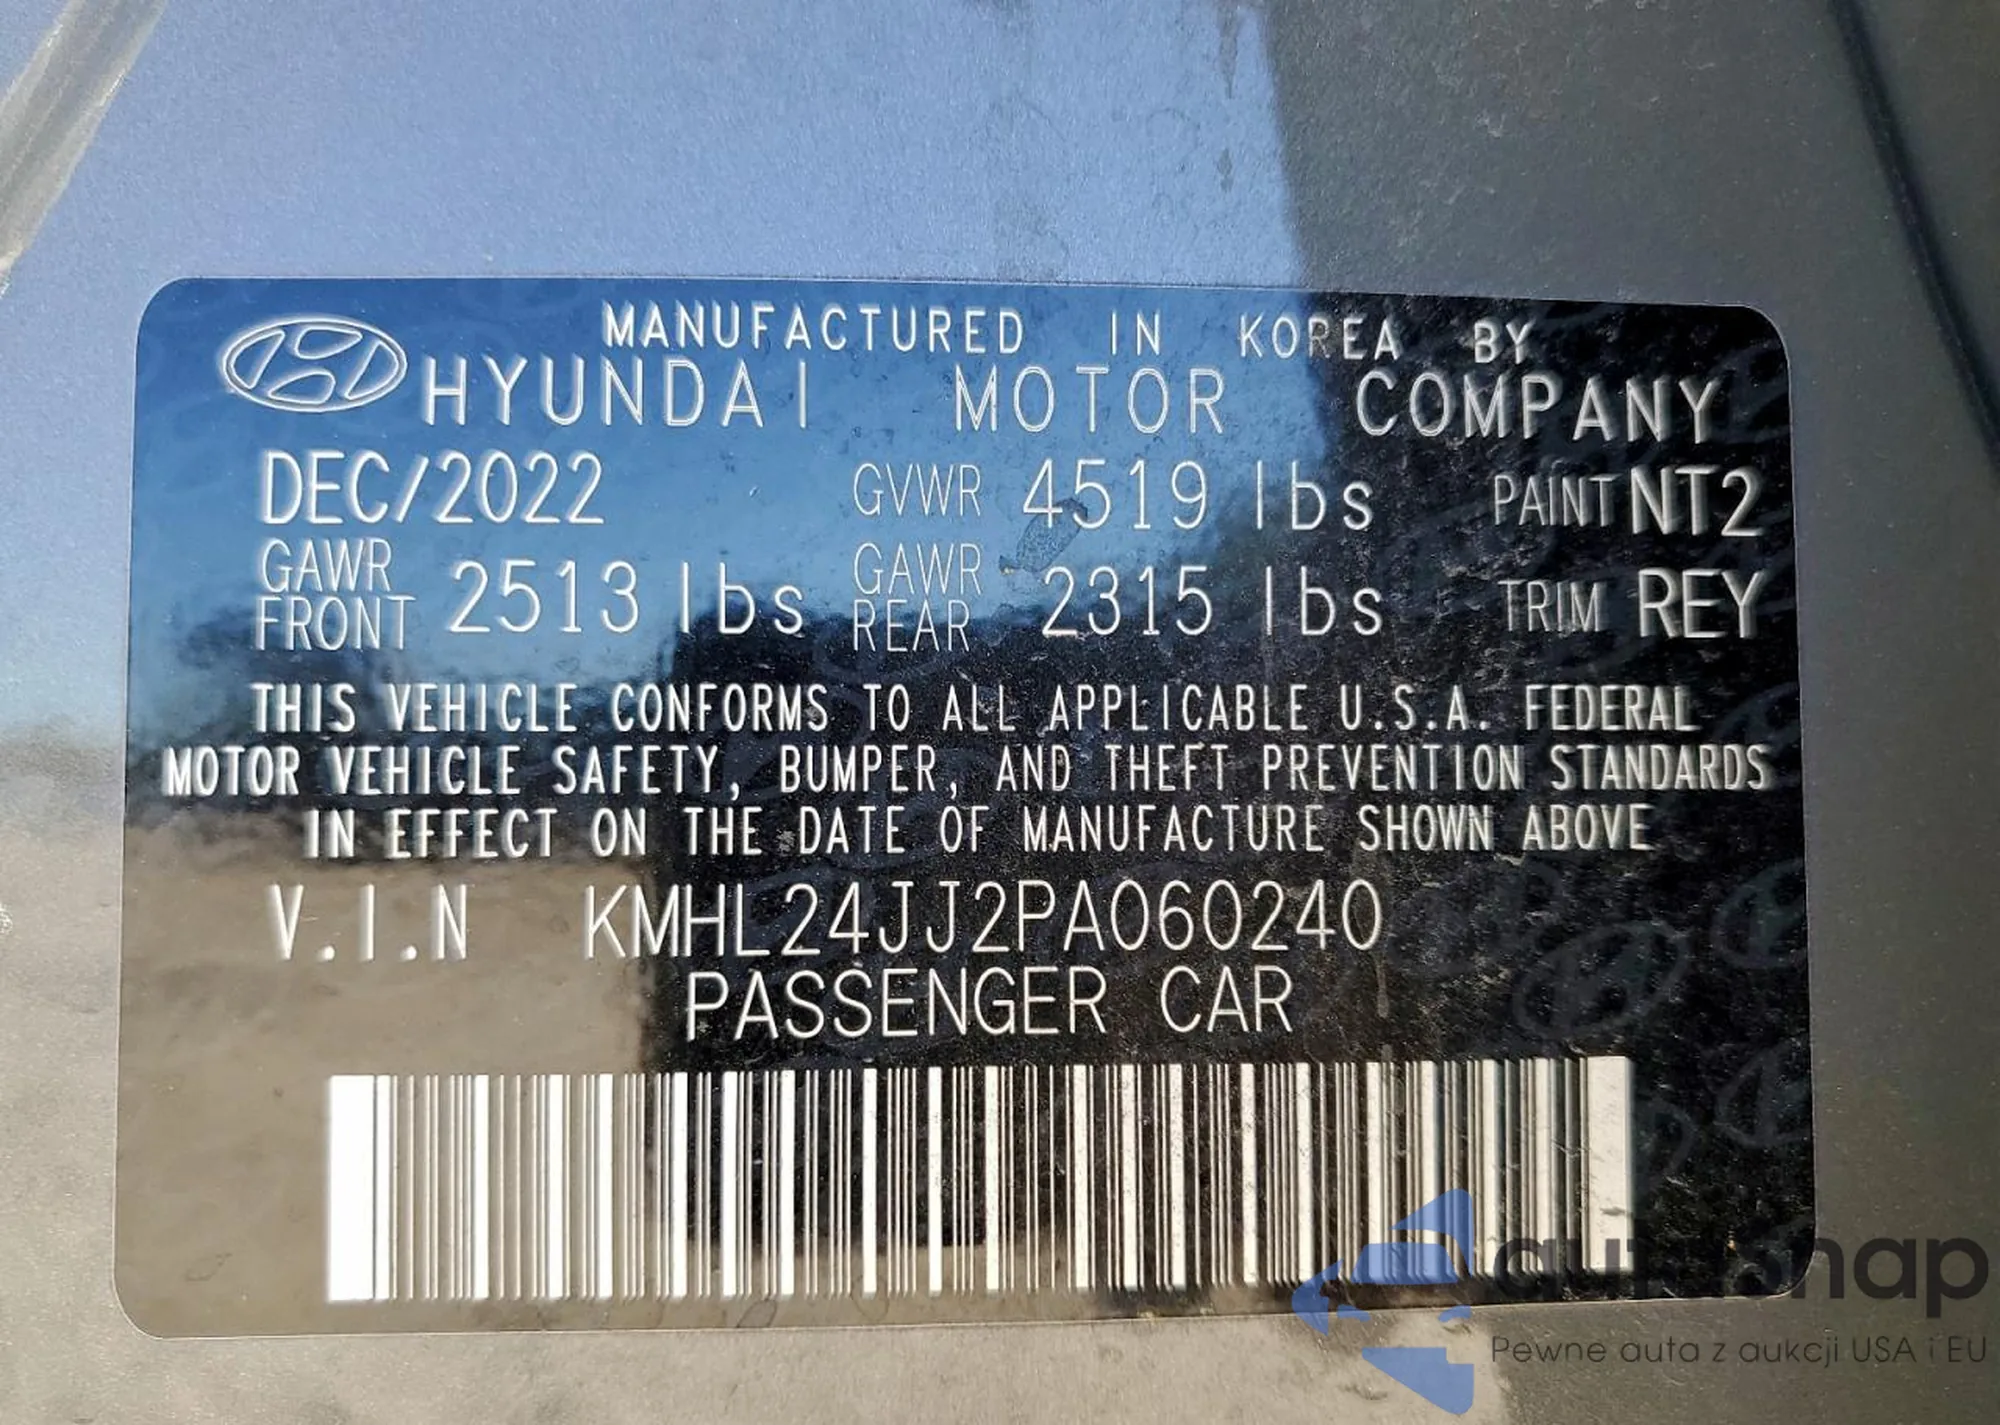 MANUFACTURED IN KOREA BY
HYUNDAI MOTOR COMPANY
DEC/2022 GVWR 4519 lbs PAINT NT2
GAWR FRONT 2513 lbs GAWR REAR 2315 lbs TRIM REY
THIS VEHICLE CONFORMS TO ALL APPLICABLE U.S.A. FEDERAL
MOTOR VEHICLE SAFETY, BUMPER, AND THEFT PREVENTION STANDARDS
IN EFFECT ON THE DATE OF MANUFACTURE SHOWN ABOVE
V.I.N KMHL24JJ2PA060240
PASSENGER CAR
autosnap
Pewne auta z aukcji USA i EU